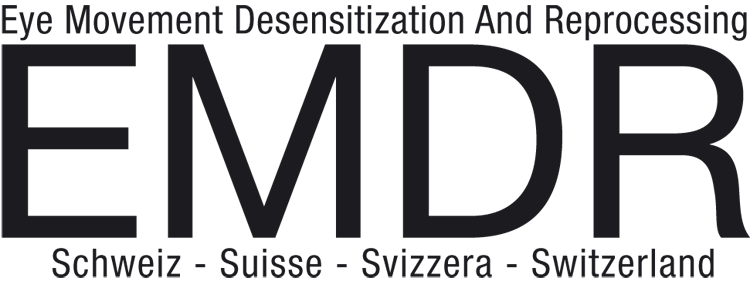 Eye Movement Desensitization And Reprocessing
EMDR
Schweiz - Suisse - Svizzera - Switzerland